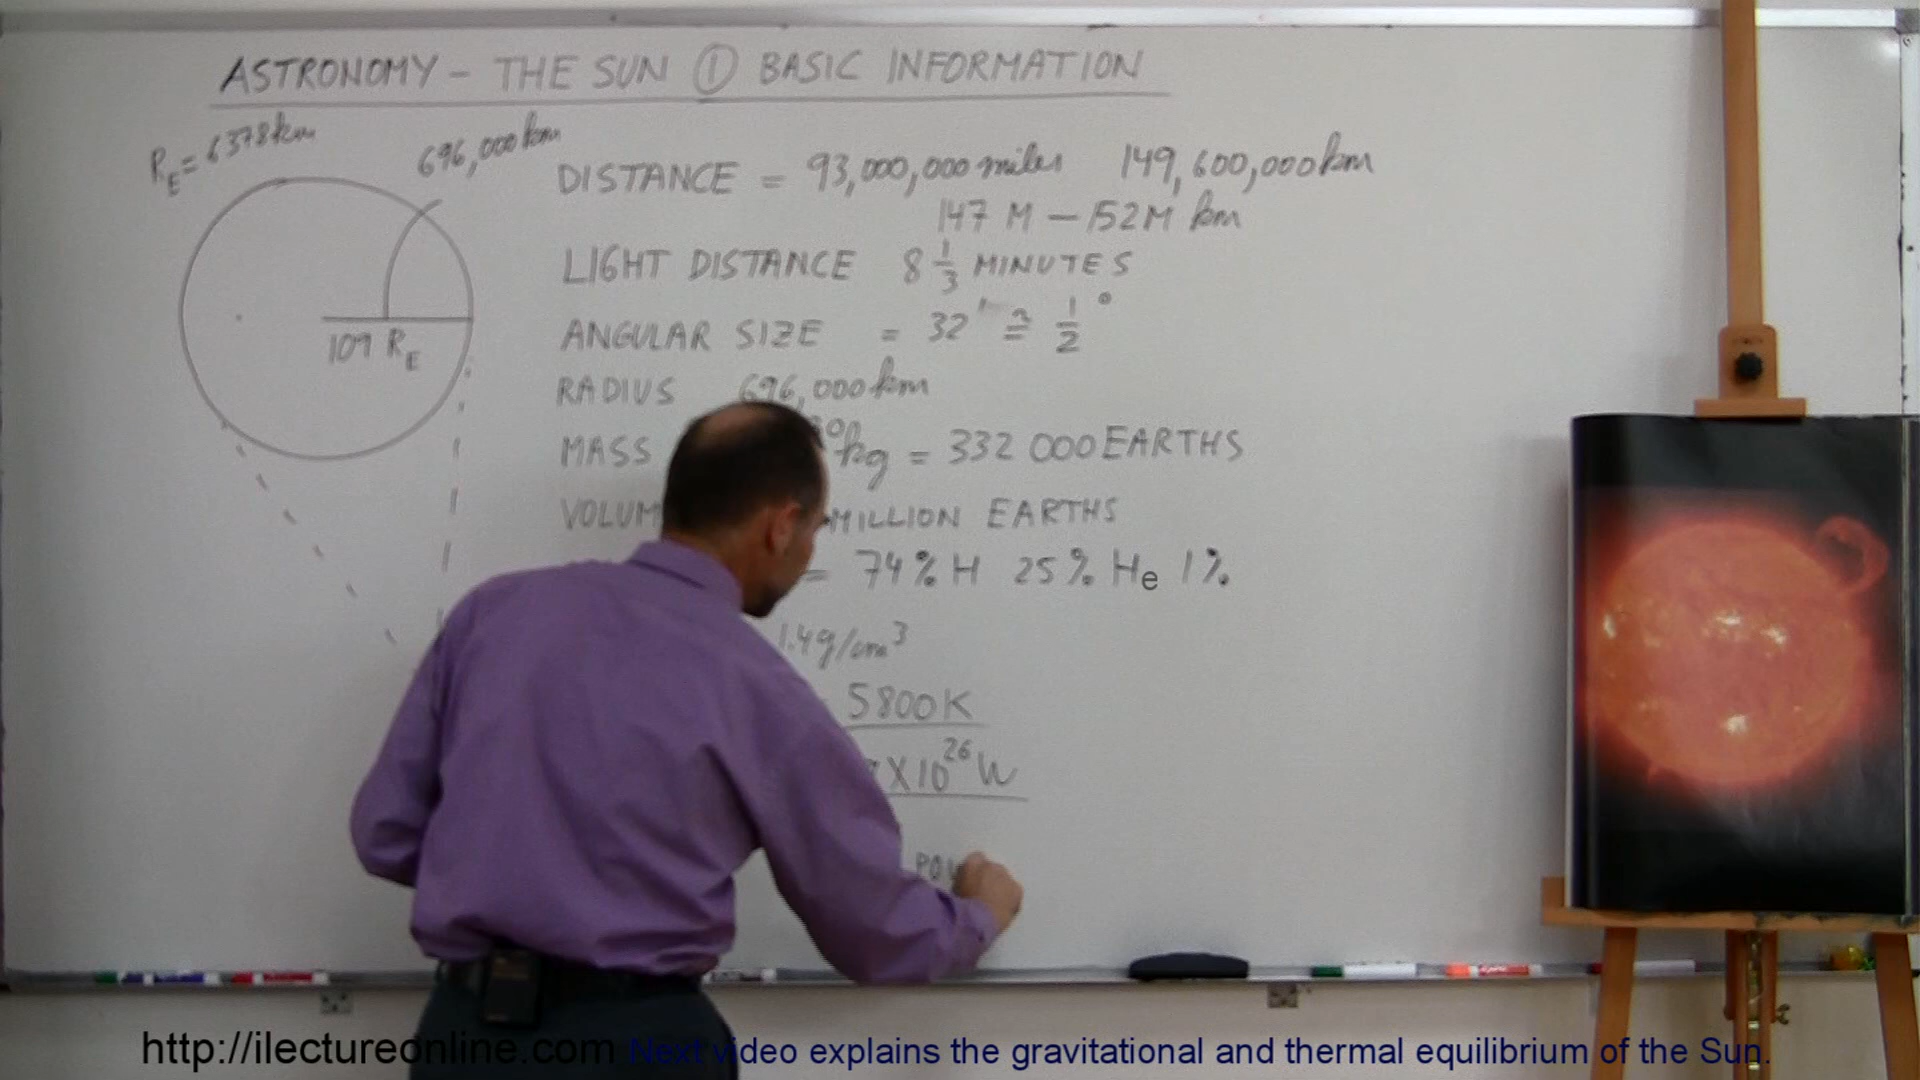 ASTRONOMY - THE SUN ① BASIC INFORMATION
R_E = 6378 km
696,000 km
109 R_E
DISTANCE = 93,000,000 miles 149,600,000 km
147 M - 152 M km
LIGHT DISTANCE 8 1/3 MINUTES
ANGULAR SIZE = 32' ≅ 1/2°
RADIUS 696,000 km
MASS kg = 332 000 EARTHS
MILLION EARTHS
= 74% H 25% He 1%
1.4 g/cm³
5800 K
X 10²⁶ W
http://ilectureonline.com Next video explains the gravitational and thermal equilibrium of the Sun.